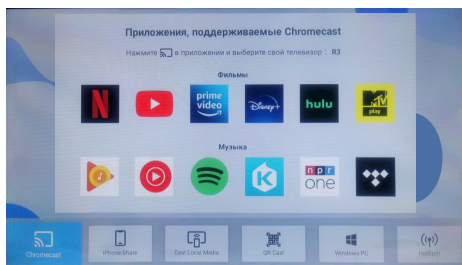 Приложения, поддерживаемые Chromecast
Нажмите в приложении и выберите свой телевизор : R3
Фильмы
N
prime video
Disney+
hulu
MTV play
Музыка
K
npr one
Chromecast
iPhone Share
Cast Local Media
QR Cast
Windows PC
HotSpot